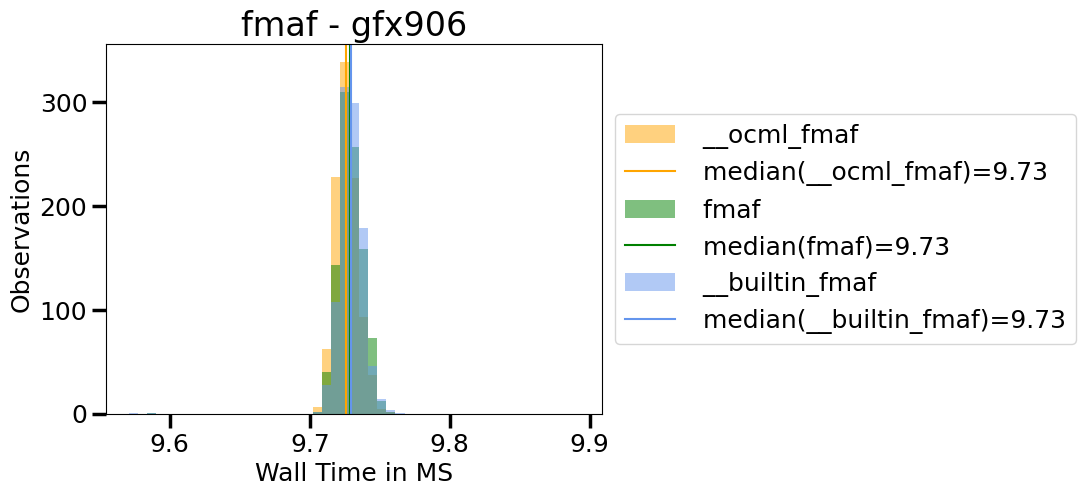 fmaf - gfx906
Observations
300
200
100
0
9.6
9.7
9.8
9.9
Wall Time in MS
__ocml_fmaf
median(__ocml_fmaf)=9.73
fmaf
median(fmaf)=9.73
__builtin_fmaf
median(__builtin_fmaf)=9.73